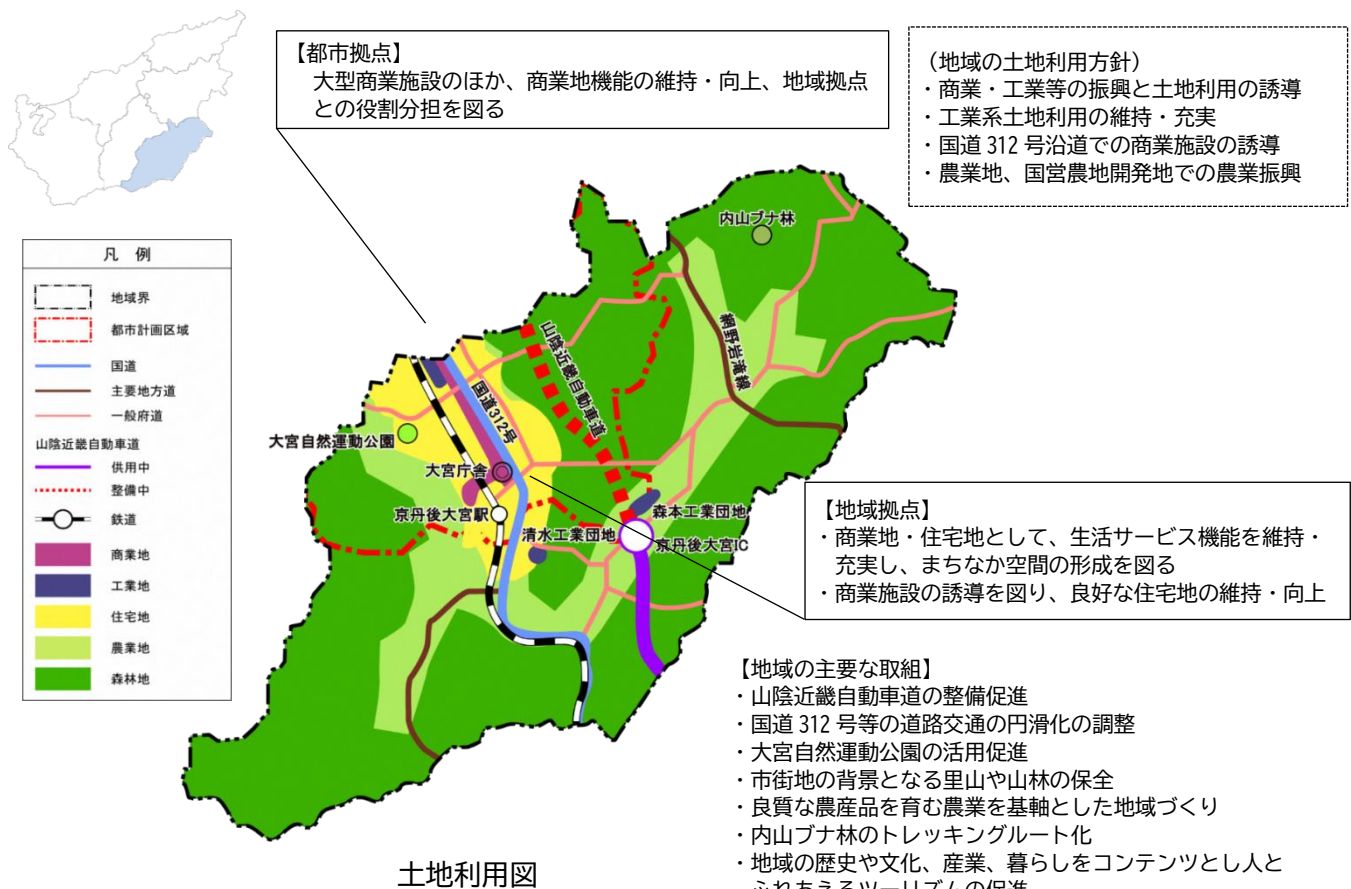 【都市拠点】
大型商業施設のほか、商業地機能の維持・向上、地域拠点
との役割分担を図る
（地域の土地利用方針）
・商業・工業等の振興と土地利用の誘導
・工業系土地利用の維持・充実
・国道 312 号沿道での商業施設の誘導
・農業地、国営農地開発地での農業振興
凡 例
地域界
都市計画区域
国道
主要地方道
一般府道
山陰近畿自動車道
供用中
整備中
鉄道
商業地
工業地
住宅地
農業地
森林地
内山ブナ林
網野岩滝線
山陰近畿自動車道
国道312号
大宮自然運動公園
大宮庁舎
京丹後大宮駅
清水工業団地
森本工業団地
京丹後大宮IC
【地域拠点】
・商業地・住宅地として、生活サービス機能を維持・
充実し、まちなか空間の形成を図る
・商業施設の誘導を図り、良好な住宅地の維持・向上
【地域の主要な取組】
・山陰近畿自動車道の整備促進
・国道 312 号等の道路交通の円滑化の調整
・大宮自然運動公園の活用促進
・市街地の背景となる里山や山林の保全
・良質な農産品を育む農業を基軸とした地域づくり
・内山ブナ林のトレッキングルート化
・地域の歴史や文化、産業、暮らしをコンテンツとし人と
ふれあえるツーリズムの促進
土地利用図